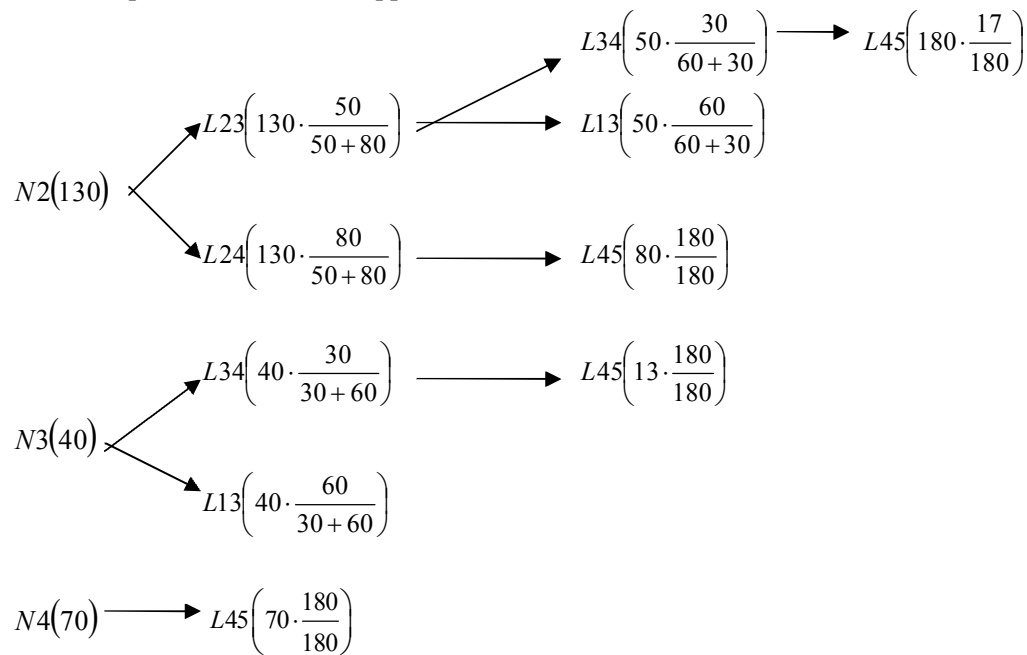 L34(50·30/(60+30)) → L45(180·17/180)
L23(130·50/(50+80)) → L13(50·60/(60+30))
N2(130)
L24(130·80/(50+80)) → L45(80·180/180)
L34(40·30/(30+60)) → L45(13·180/180)
N3(40)
L13(40·60/(30+60))
N4(70) → L45(70·180/180)